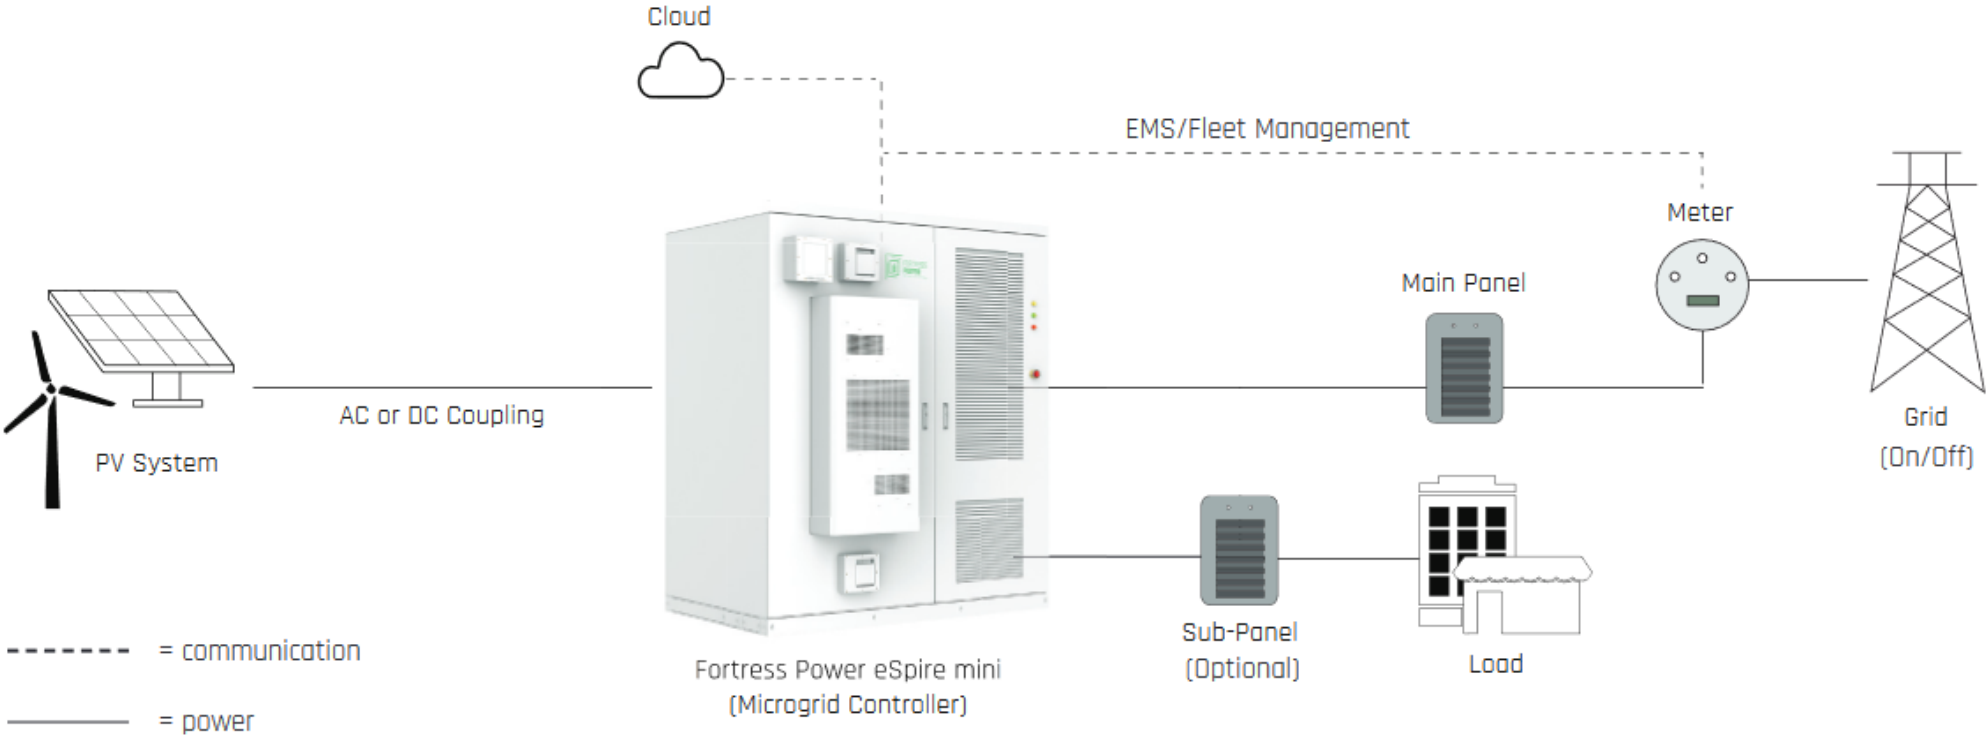 Cloud
EMS/Fleet Management
Meter
Main Panel
AC or DC Coupling
Grid
(On/Off)
PV System
Sub-Panel
(Optional)
Load
Fortress Power eSpire mini
(Microgrid Controller)
= communication
= power